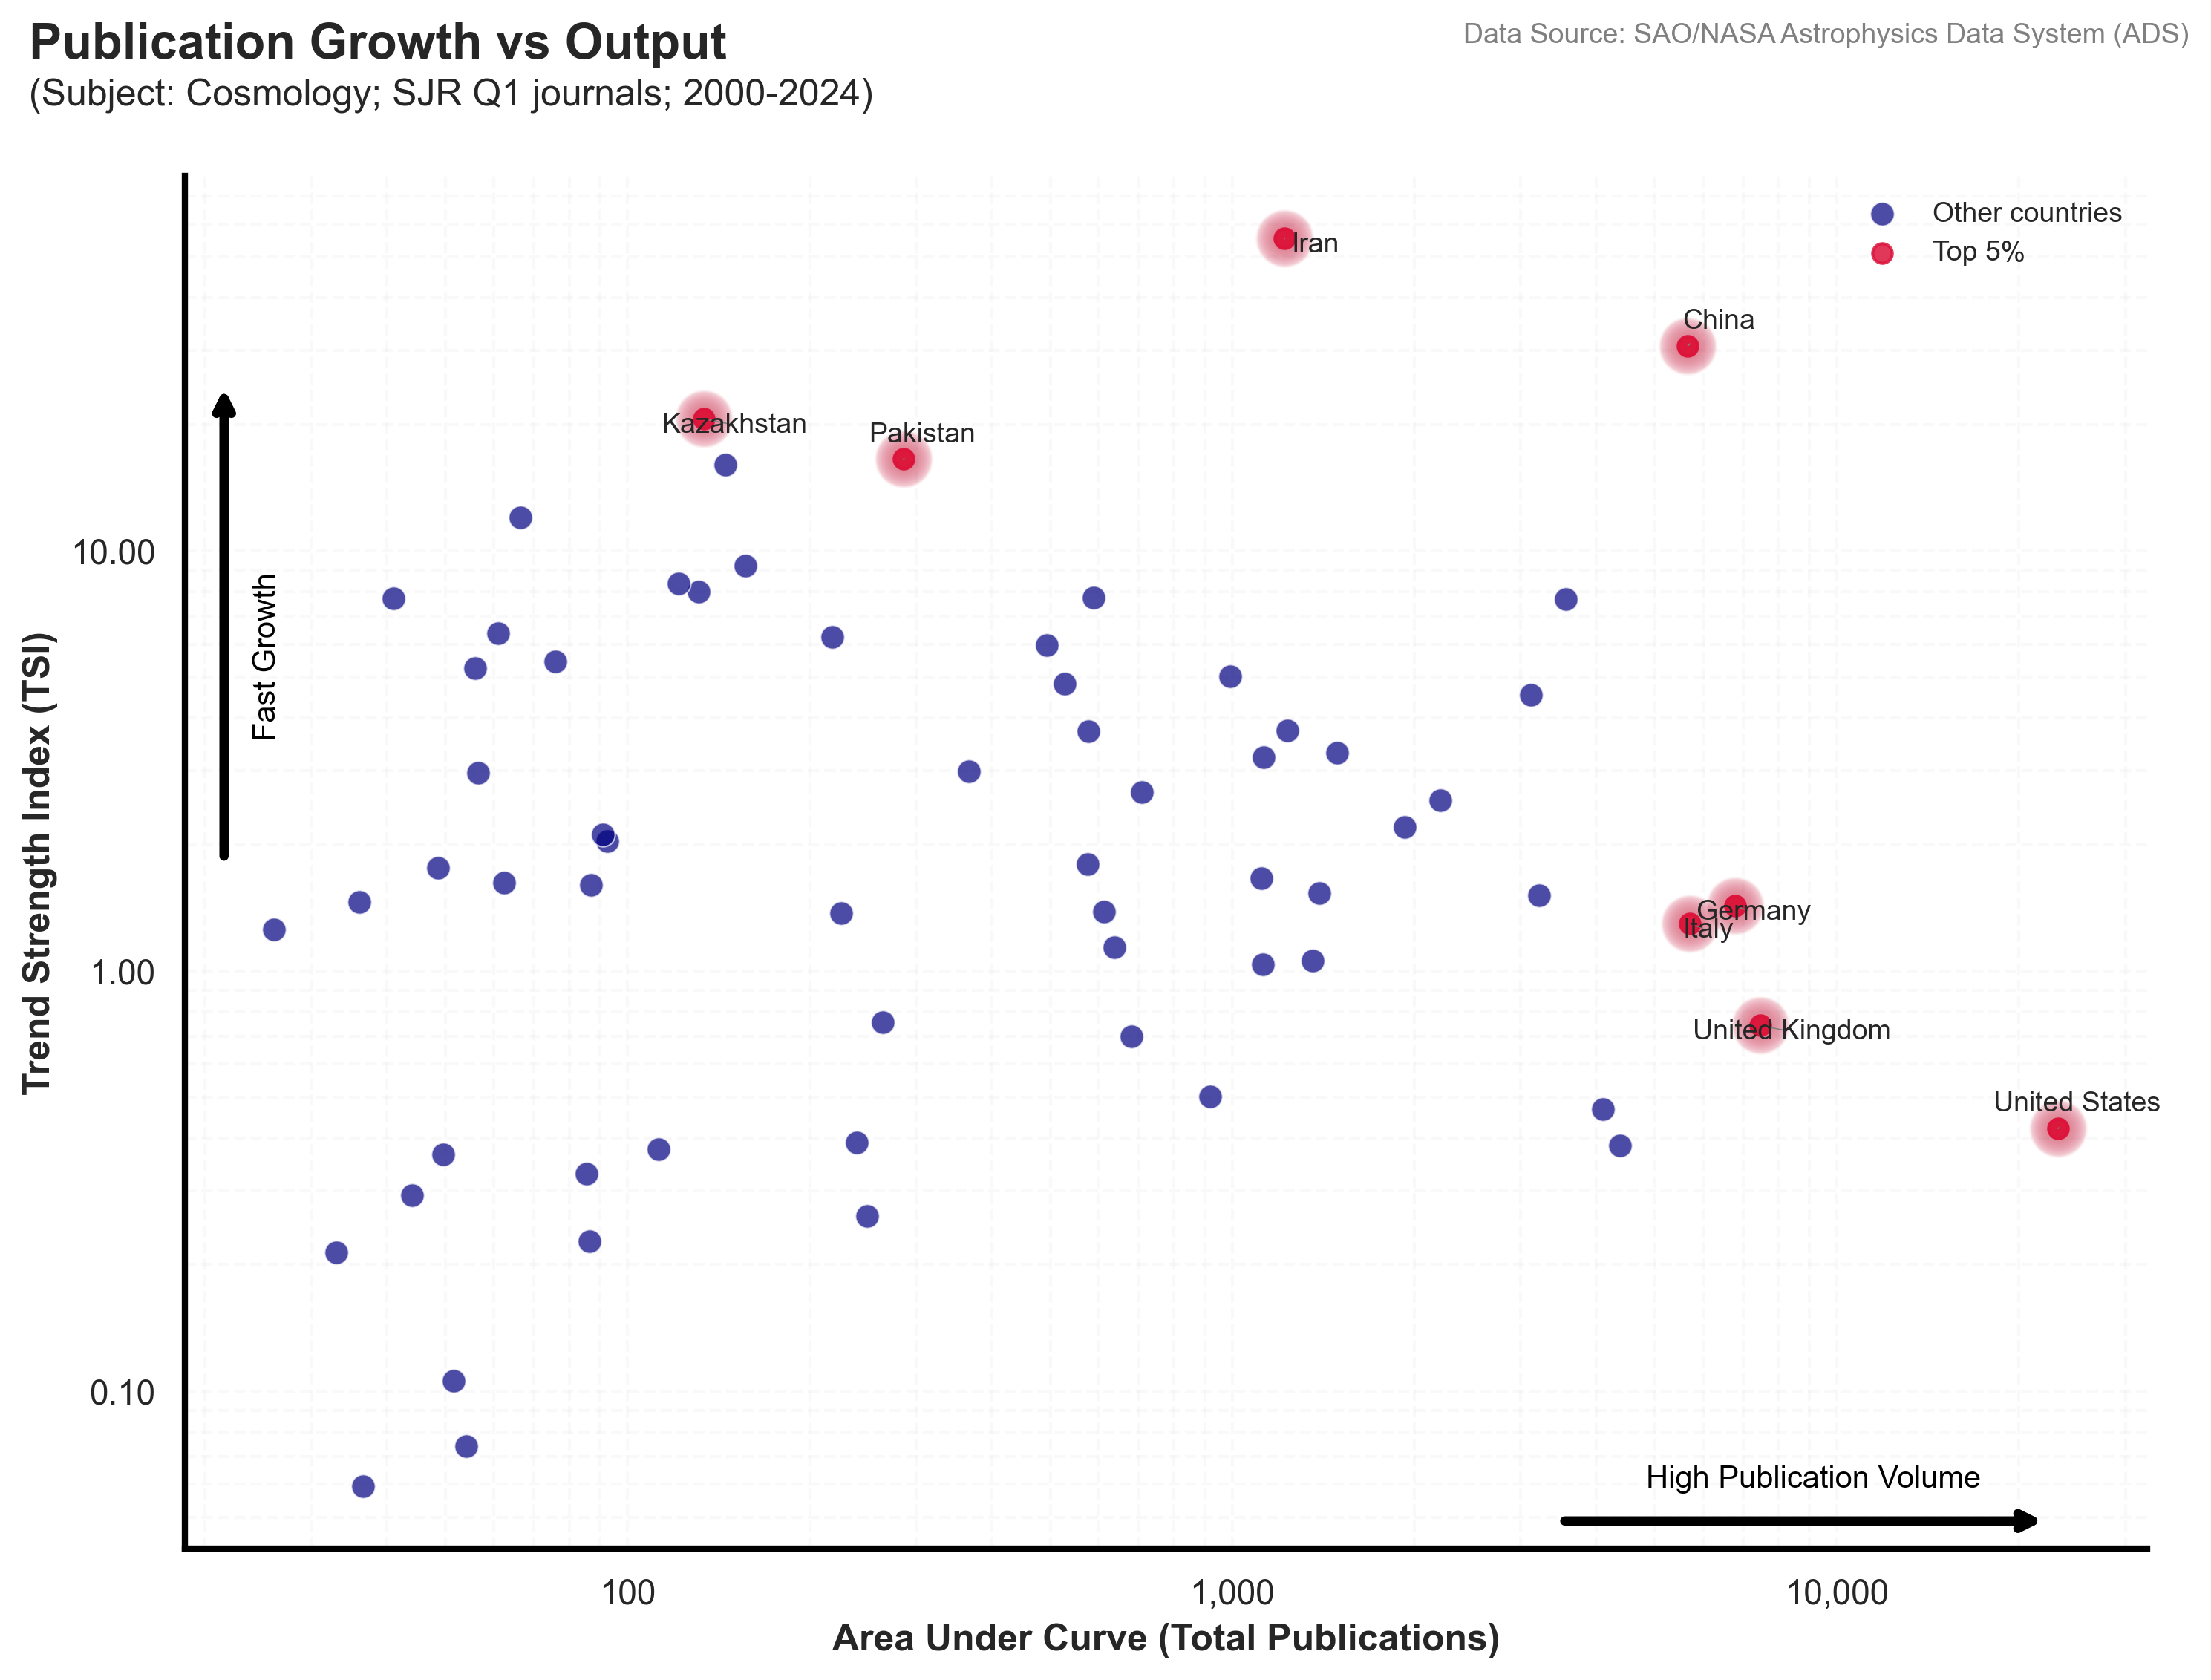 Publication Growth vs Output
(Subject: Cosmology; SJR Q1 journals; 2000-2024)
Data Source: SAO/NASA Astrophysics Data System (ADS)
Other countries
Top 5%
Iran
China
Kazakhstan
Pakistan
Germany
Italy
United Kingdom
United States
Fast Growth
High Publication Volume
Trend Strength Index (TSI)
10.00
1.00
0.10
100
1,000
10,000
Area Under Curve (Total Publications)